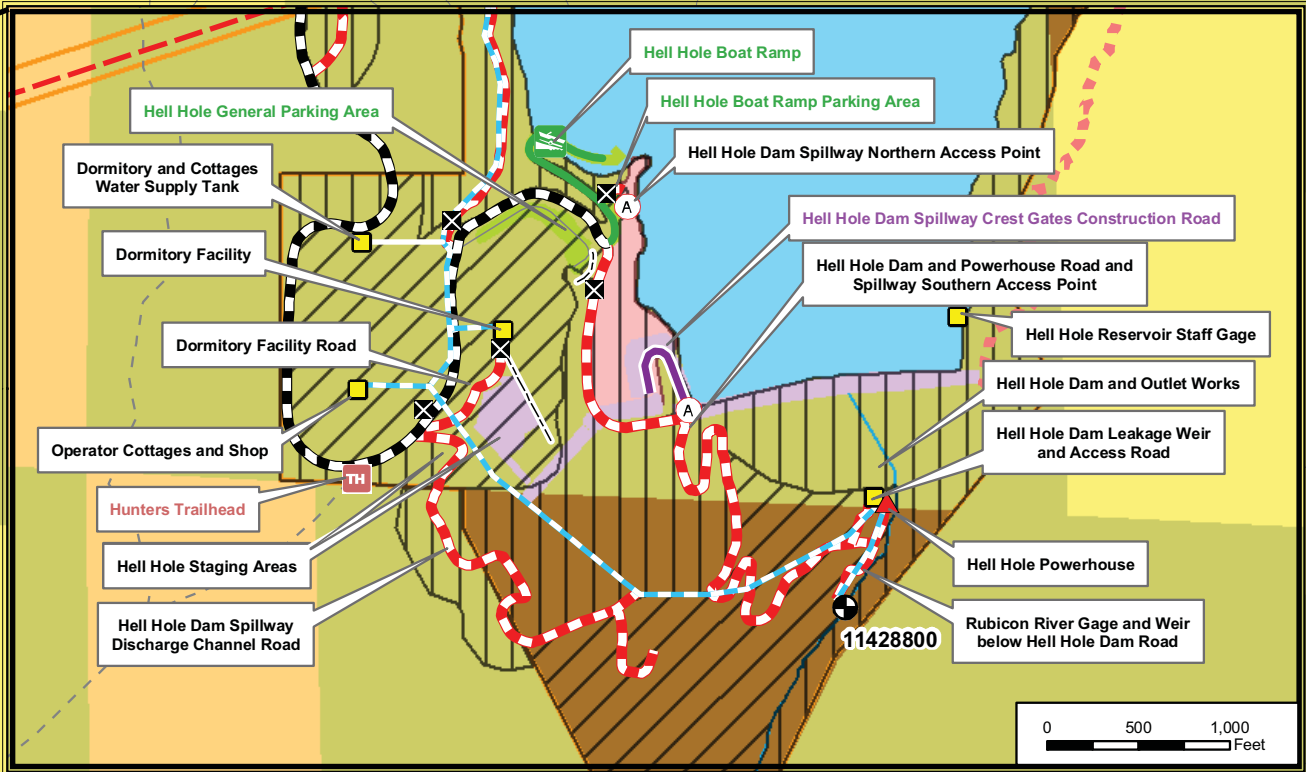 Hell Hole Boat Ramp
Hell Hole General Parking Area
Hell Hole Boat Ramp Parking Area
Dormitory and Cottages
Water Supply Tank
Hell Hole Dam Spillway Northern Access Point
A
Hell Hole Dam Spillway Crest Gates Construction Road
Dormitory Facility
Hell Hole Dam and Powerhouse Road and
Spillway Southern Access Point
Hell Hole Reservoir Staff Gage
Dormitory Facility Road
Hell Hole Dam and Outlet Works
A
Operator Cottages and Shop
Hell Hole Dam Leakage Weir
and Access Road
TH
Hunters Trailhead
Hell Hole Staging Areas
Hell Hole Powerhouse
Hell Hole Dam Spillway
Discharge Channel Road
Rubicon River Gage and Weir
below Hell Hole Dam Road
11428800
0 500 1,000
Feet